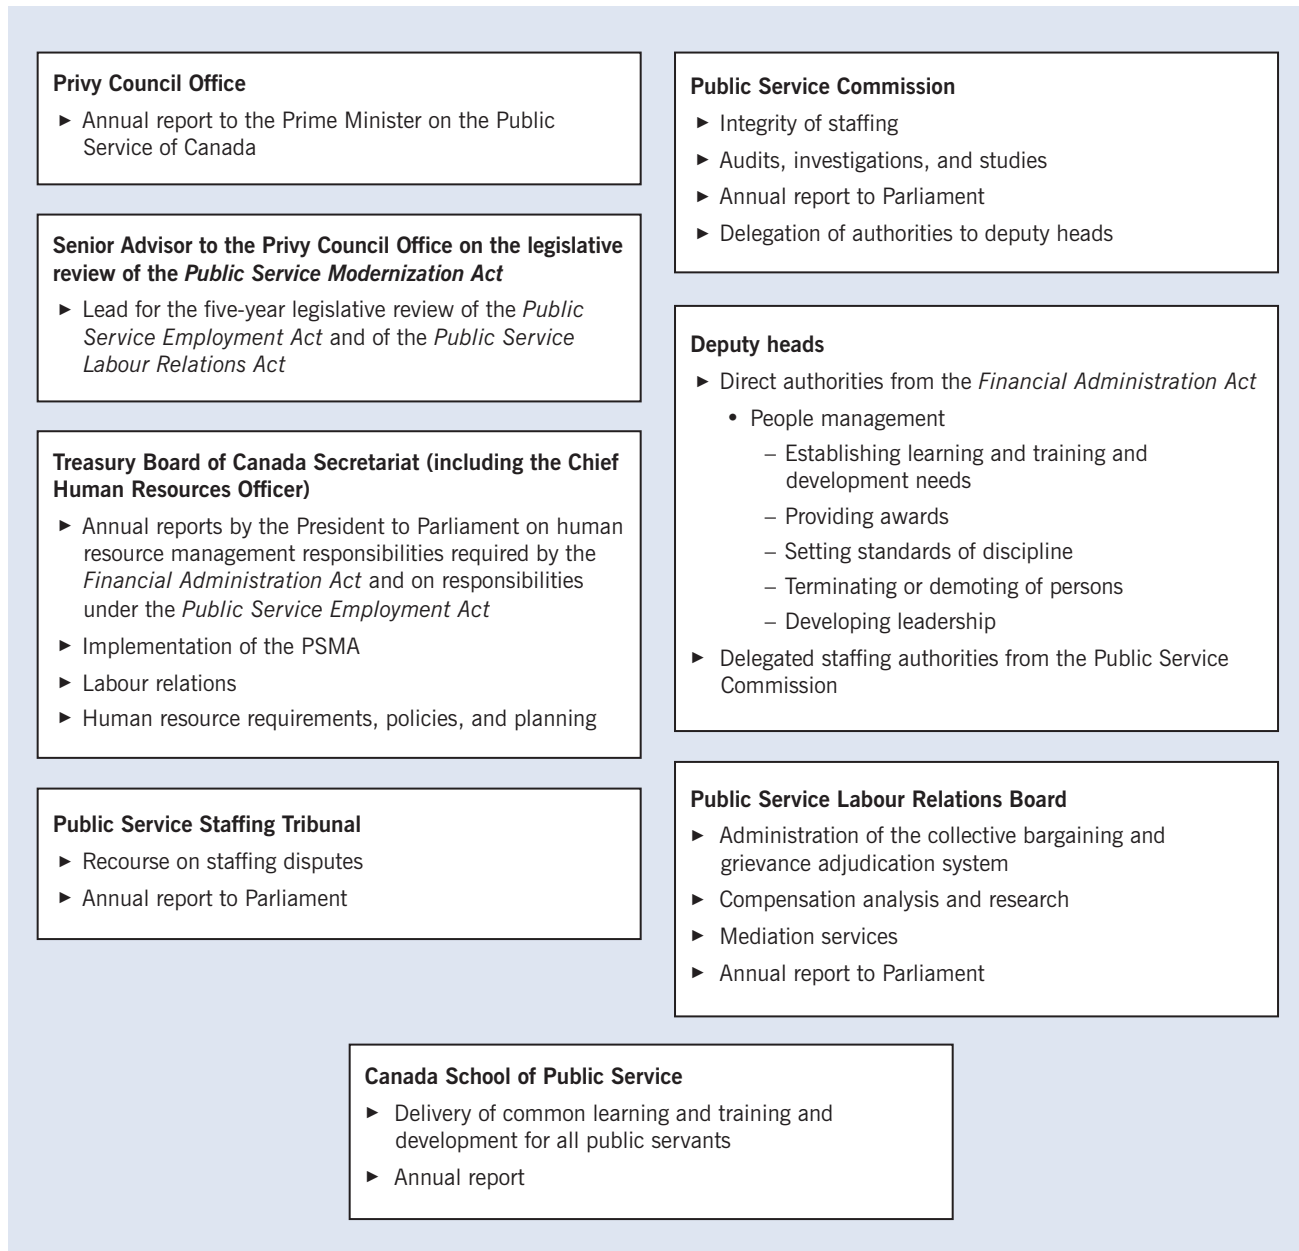 Privy Council Office
► Annual report to the Prime Minister on the Public
Service of Canada
Senior Advisor to the Privy Council Office on the legislative
review of the Public Service Modernization Act
► Lead for the five-year legislative review of the Public
Service Employment Act and of the Public Service
Labour Relations Act
Treasury Board of Canada Secretariat (including the Chief
Human Resources Officer)
► Annual reports by the President to Parliament on human
resource management responsibilities required by the
Financial Administration Act and on responsibilities
under the Public Service Employment Act
► Implementation of the PSMA
► Labour relations
► Human resource requirements, policies, and planning
Public Service Staffing Tribunal
► Recourse on staffing disputes
► Annual report to Parliament
Public Service Commission
► Integrity of staffing
► Audits, investigations, and studies
► Annual report to Parliament
► Delegation of authorities to deputy heads
Deputy heads
► Direct authorities from the Financial Administration Act
• People management
– Establishing learning and training and
development needs
– Providing awards
– Setting standards of discipline
– Terminating or demoting of persons
– Developing leadership
► Delegated staffing authorities from the Public Service
Commission
Public Service Labour Relations Board
► Administration of the collective bargaining and
grievance adjudication system
► Compensation analysis and research
► Mediation services
► Annual report to Parliament
Canada School of Public Service
► Delivery of common learning and training and
development for all public servants
► Annual report